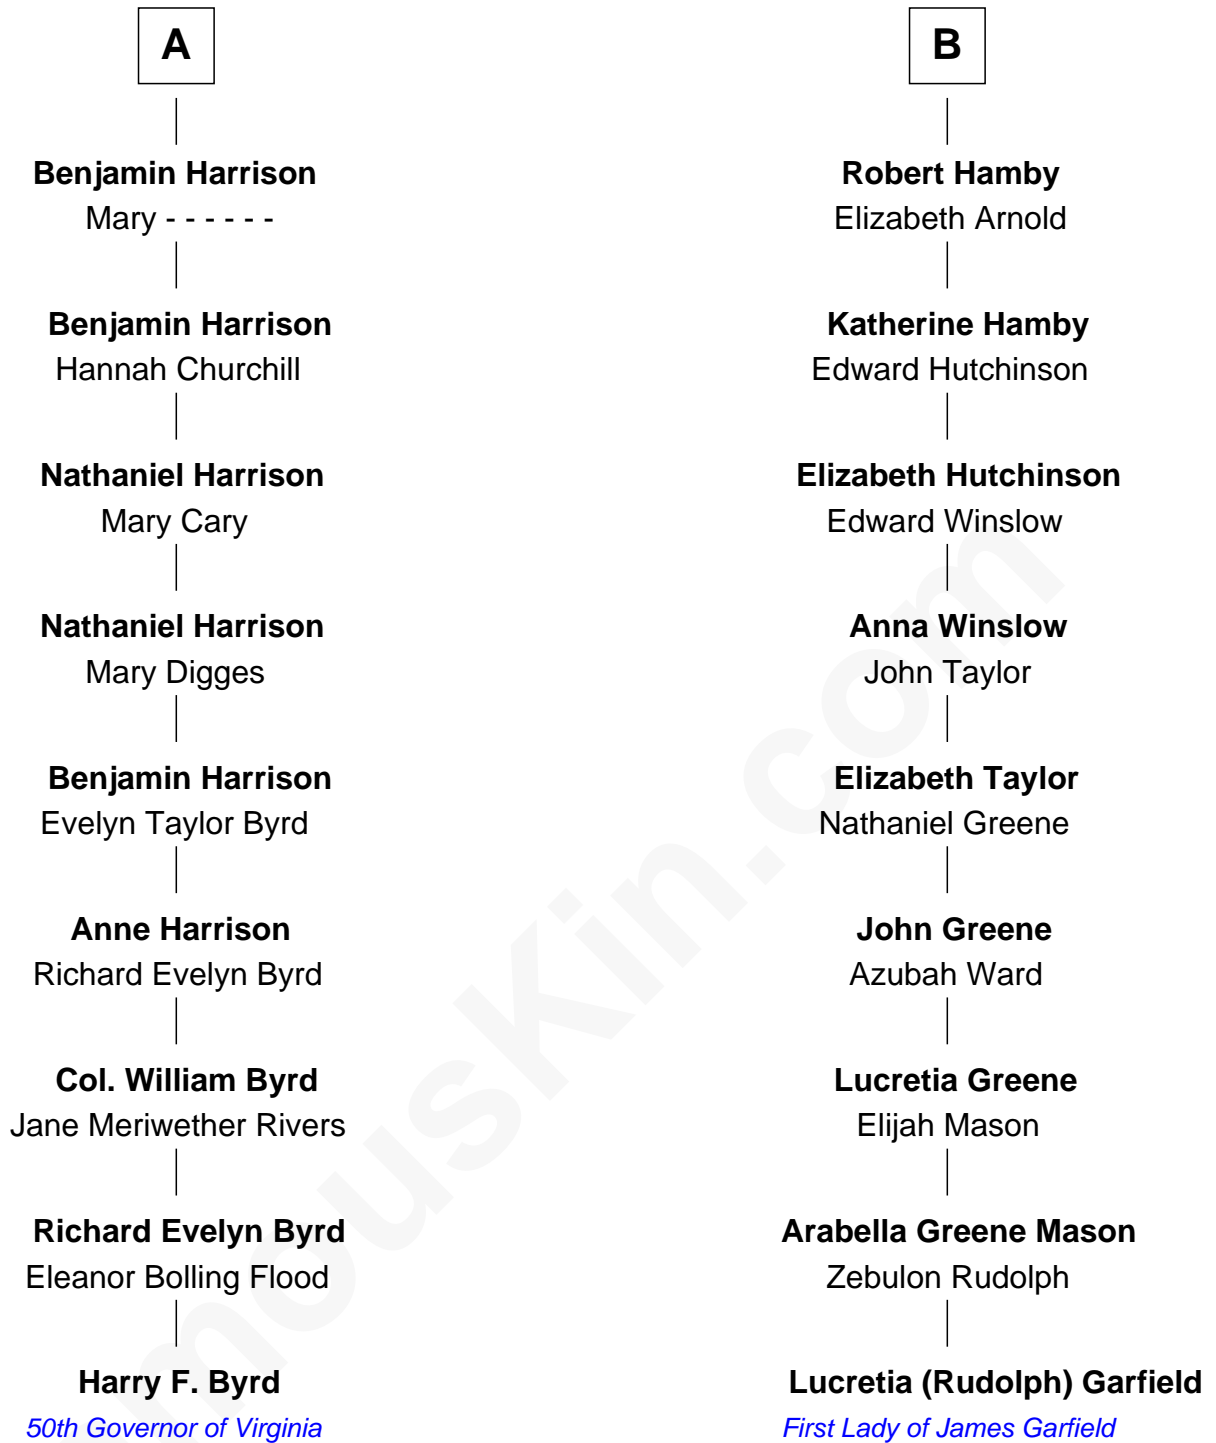 A
Benjamin Harrison
Mary - - - - - -
Benjamin Harrison
Hannah Churchill
Nathaniel Harrison
Mary Cary
Nathaniel Harrison
Mary Digges
Benjamin Harrison
Evelyn Taylor Byrd
Anne Harrison
Richard Evelyn Byrd
Col. William Byrd
Jane Meriwether Rivers
Richard Evelyn Byrd
Eleanor Bolling Flood
Harry F. Byrd
50th Governor of Virginia
B
Robert Hamby
Elizabeth Arnold
Katherine Hamby
Edward Hutchinson
Elizabeth Hutchinson
Edward Winslow
Anna Winslow
John Taylor
Elizabeth Taylor
Nathaniel Greene
John Greene
Azubah Ward
Lucretia Greene
Elijah Mason
Arabella Greene Mason
Zebulon Rudolph
Lucretia (Rudolph) Garfield
First Lady of James Garfield
mousKin.com